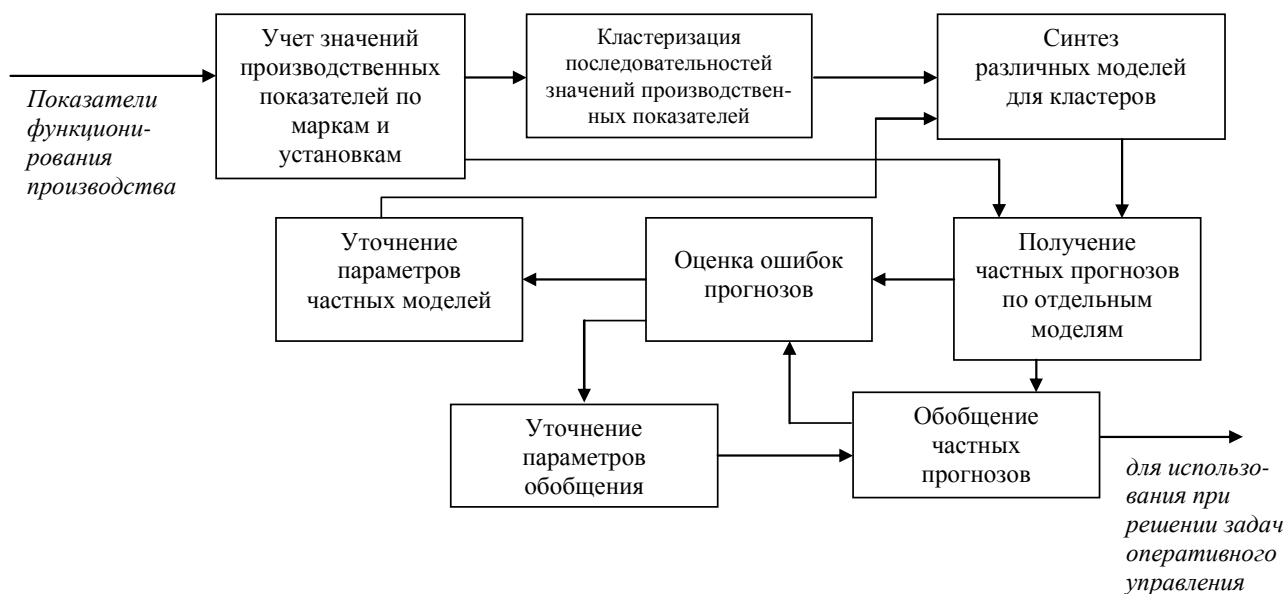 Учет значений
производственных
показателей по
маркам и
установкам
Кластеризация
последовательностей
значений производствен-
ных показателей
Синтез
различных моделей
для кластеров
Показатели
функциони-
рования
производства
Уточнение
параметров
частных моделей
Оценка ошибок
прогнозов
Получение
частных прогнозов
по отдельным
моделям
Уточнение
параметров
обобщения
Обобщение
частных
прогнозов
для использо-
вания при
решении задач
оперативного
управления